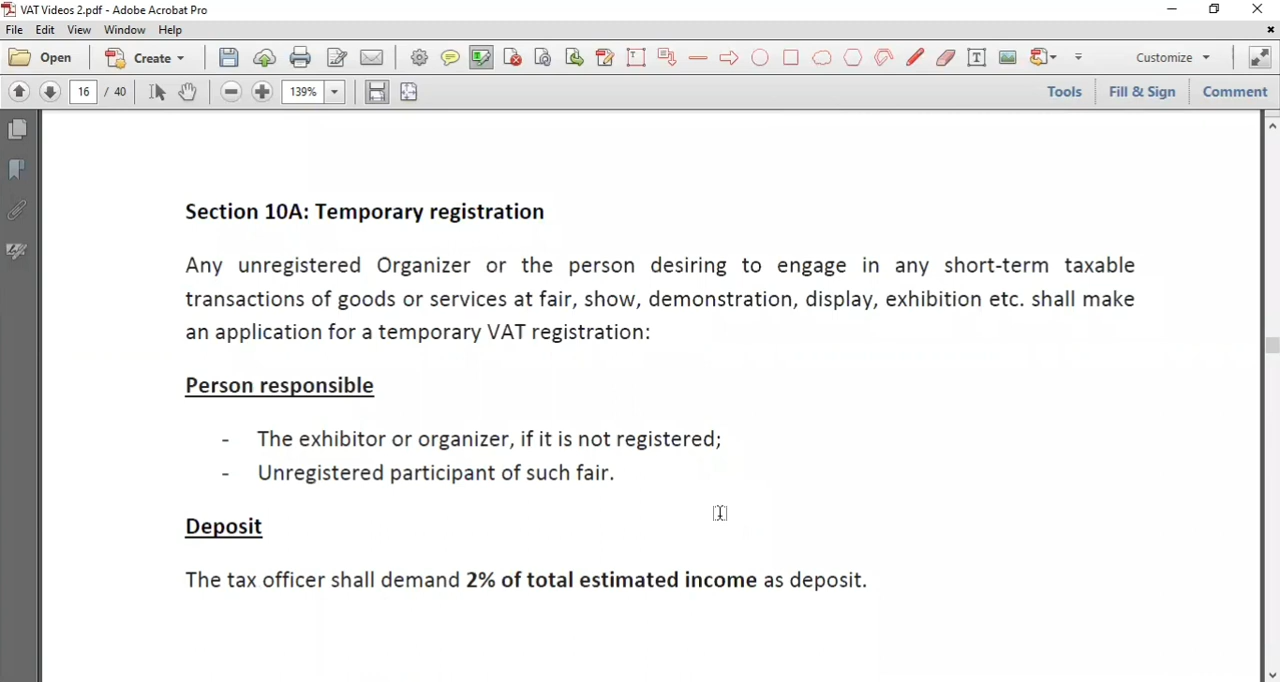 VAT Videos 2.pdf - Adobe Acrobat Pro
File Edit View Window Help
Open Create Customize
16 / 40 139% Tools Fill & Sign Comment
Section 10A: Temporary registration
Any unregistered Organizer or the person desiring to engage in any short-term taxable
transactions of goods or services at fair, show, demonstration, display, exhibition etc. shall make
an application for a temporary VAT registration:
Person responsible
- The exhibitor or organizer, if it is not registered;
- Unregistered participant of such fair.
Deposit
The tax officer shall demand 2% of total estimated income as deposit.